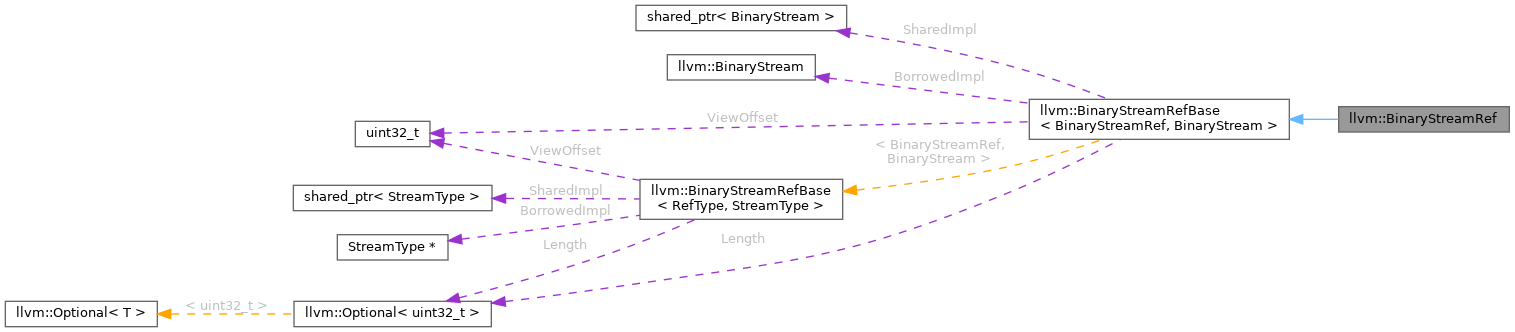 shared_ptr< BinaryStream >
SharedImpl
llvm::BinaryStream
BorrowedImpl
llvm::BinaryStreamRefBase
< BinaryStreamRef, BinaryStream >
llvm::BinaryStreamRef
ViewOffset
uint32_t
ViewOffset
< BinaryStreamRef,
BinaryStream >
shared_ptr< StreamType >
SharedImpl
llvm::BinaryStreamRefBase
< RefType, StreamType >
BorrowedImpl
StreamType *
Length
Length
llvm::Optional< T >
< uint32_t >
llvm::Optional< uint32_t >